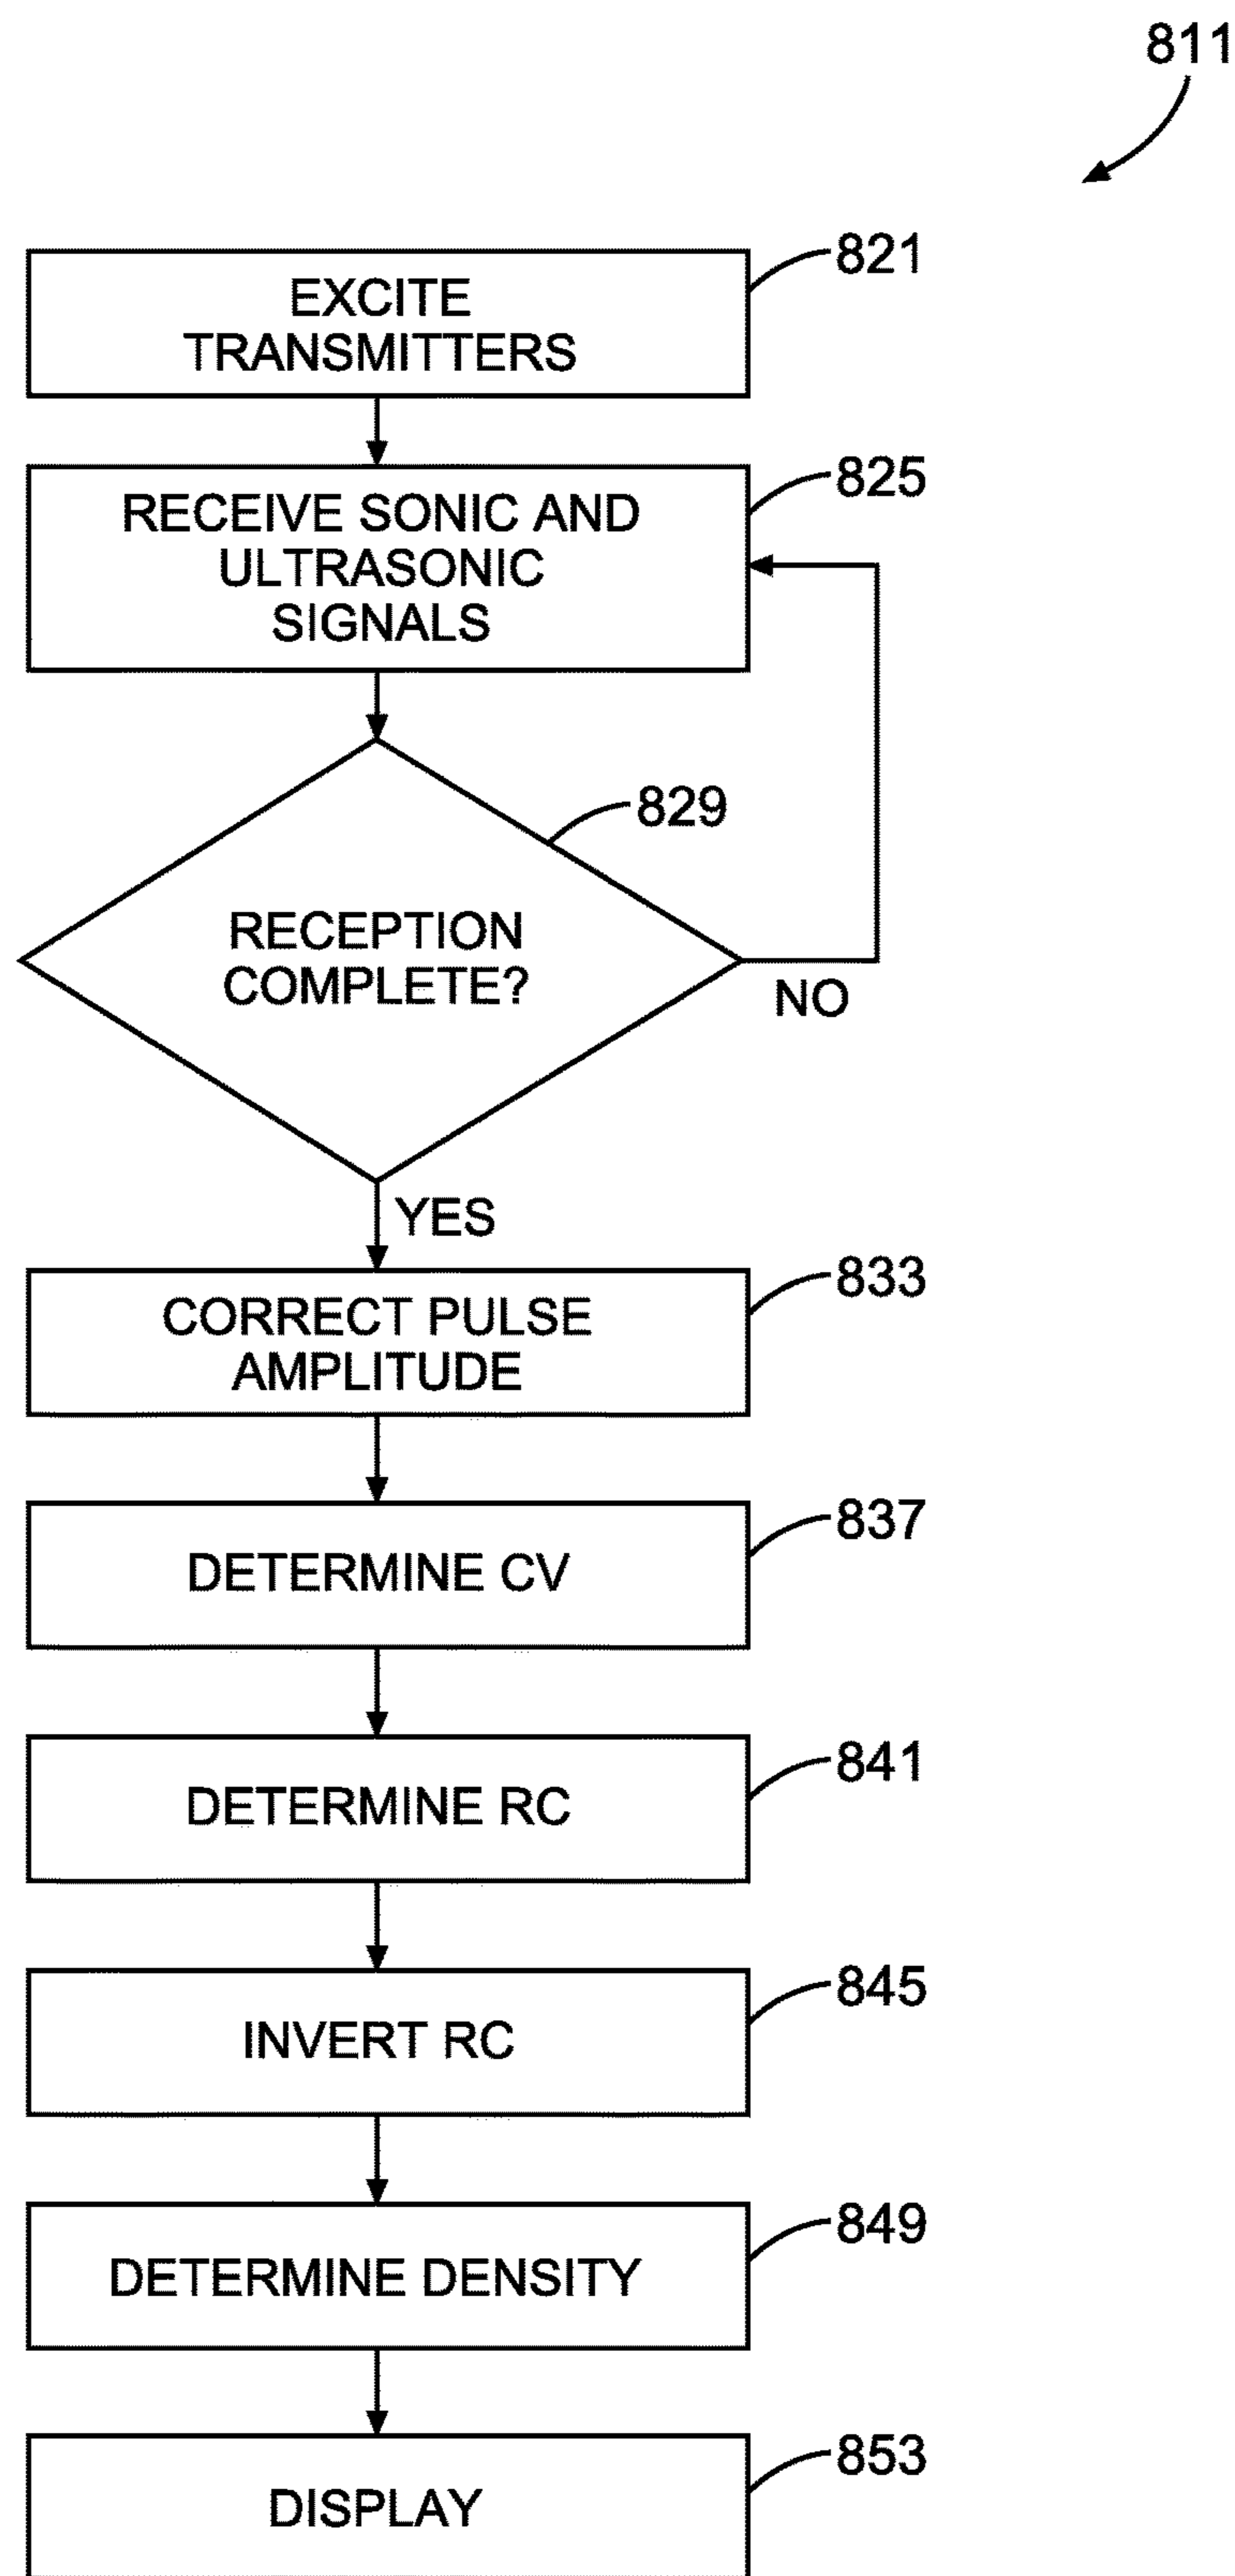 811
821
EXCITE
TRANSMITTERS
825
RECEIVE SONIC AND
ULTRASONIC
SIGNALS
829
RECEPTION
COMPLETE?
NO
YES
833
CORRECT PULSE
AMPLITUDE
837
DETERMINE CV
841
DETERMINE RC
845
INVERT RC
849
DETERMINE DENSITY
853
DISPLAY